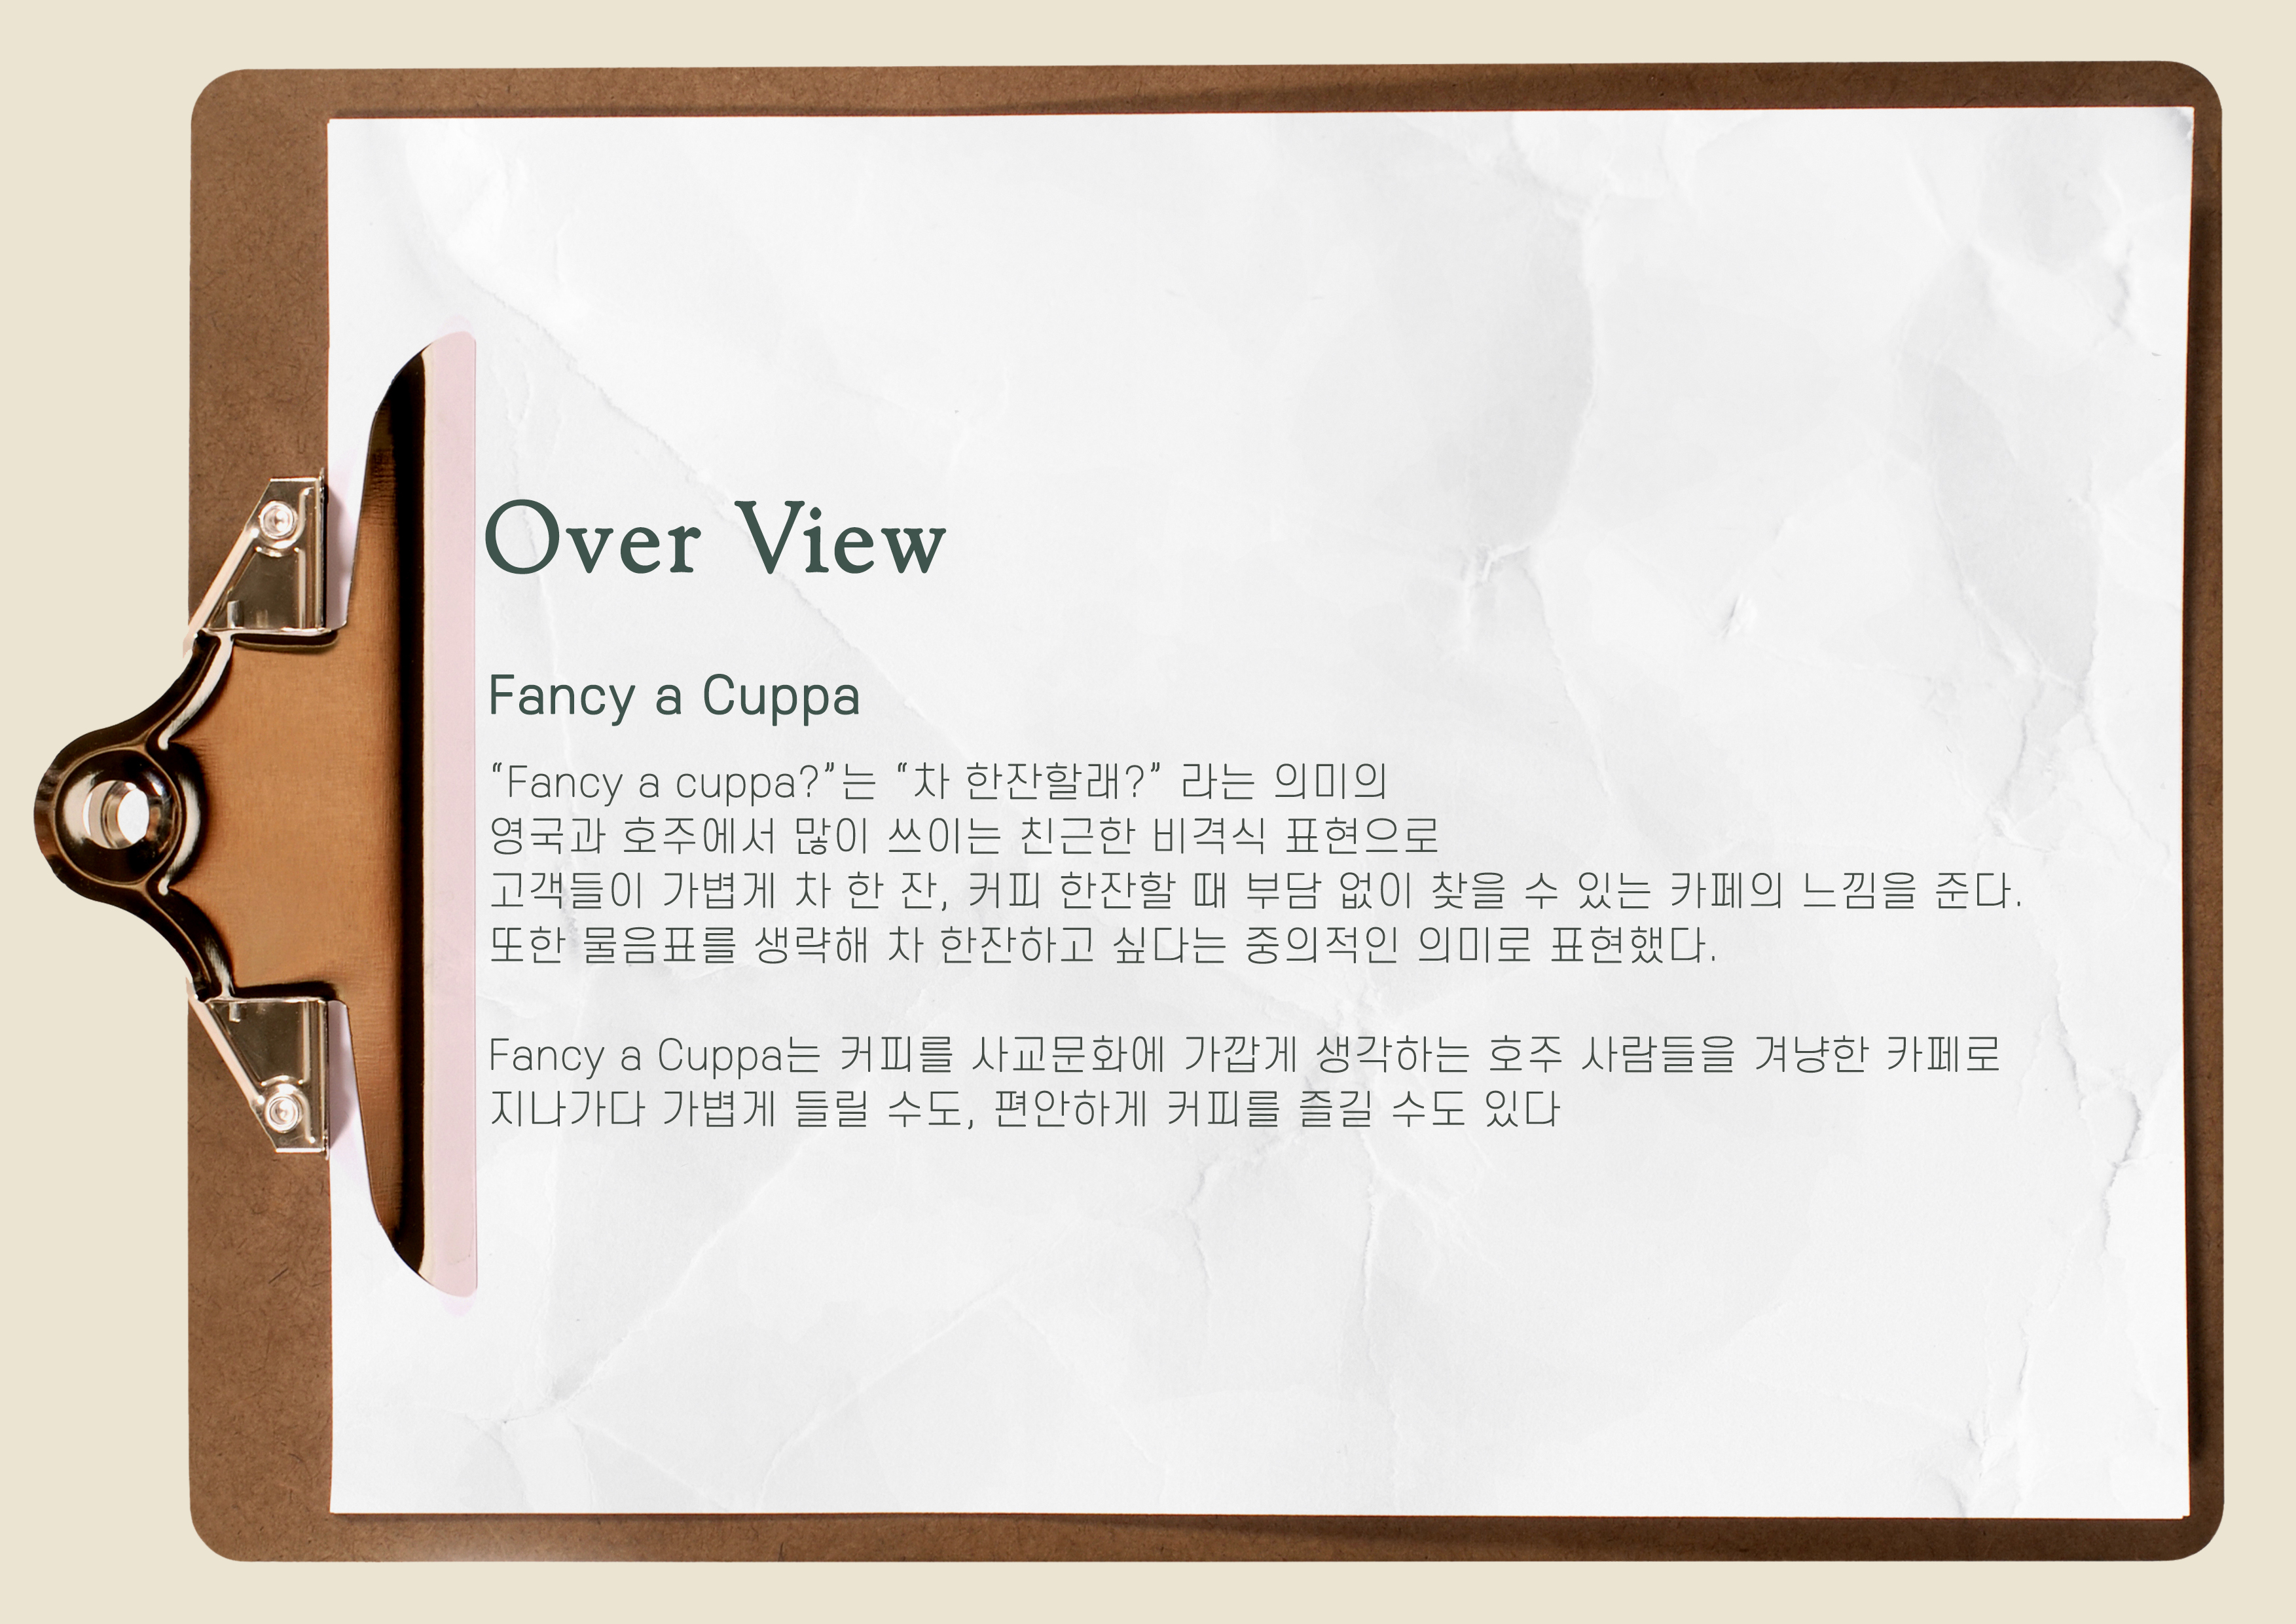 Over View
Fancy a Cuppa
“Fancy a cuppa?”는 “차 한잔할래?” 라는 의미의
영국과 호주에서 많이 쓰이는 친근한 비격식 표현으로
고객들이 가볍게 차 한 잔, 커피 한잔할 때 부담 없이 찾을 수 있는 카페의 느낌을 준다.
또한 물음표를 생략해 차 한잔하고 싶다는 중의적인 의미로 표현했다.
Fancy a Cuppa는 커피를 사교문화에 가깝게 생각하는 호주 사람들을 겨냥한 카페로
지나가다 가볍게 들릴 수도, 편안하게 커피를 즐길 수도 있다